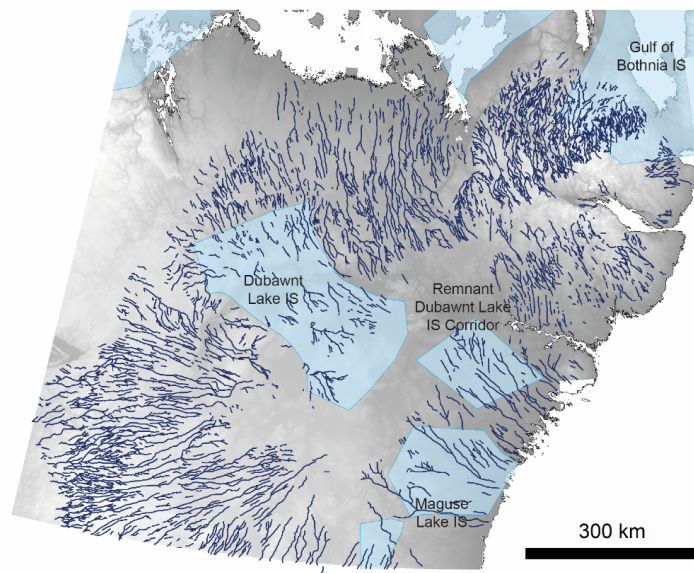 Gulf of
Bothnia IS
Dubawnt
Lake IS
Remnant
Dubawnt Lake
IS Corridor
Maguse
Lake IS
300 km